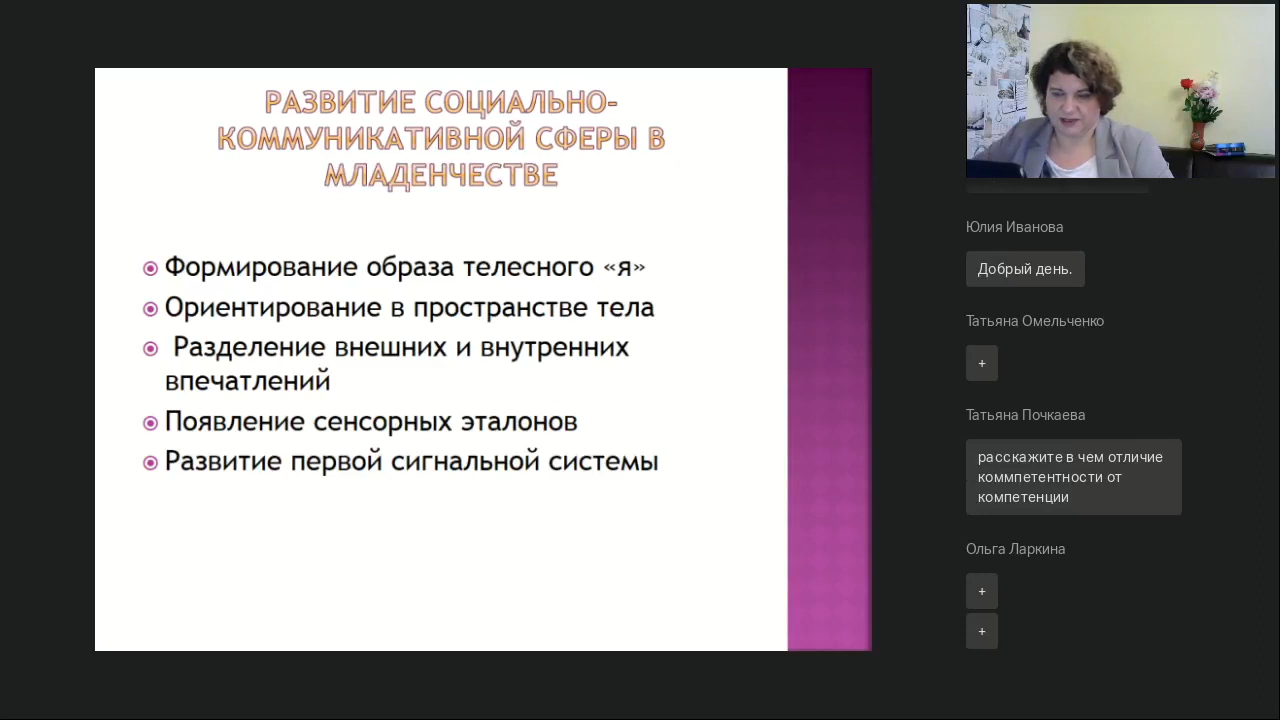 РАЗВИТИЕ СОЦИАЛЬНО-
КОММУНИКАТИВНОЙ СФЕРЫ В
МЛАДЕНЧЕСТВЕ
Формирование образа телесного «я»
Ориентирование в пространстве тела
Разделение внешних и внутренних
впечатлений
Появление сенсорных эталонов
Развитие первой сигнальной системы
Юлия Иванова
Добрый день.
Татьяна Омельченко
+
Татьяна Почкаева
расскажите в чем отличие
коммпетентности от
компетенции
Ольга Ларкина
+
+